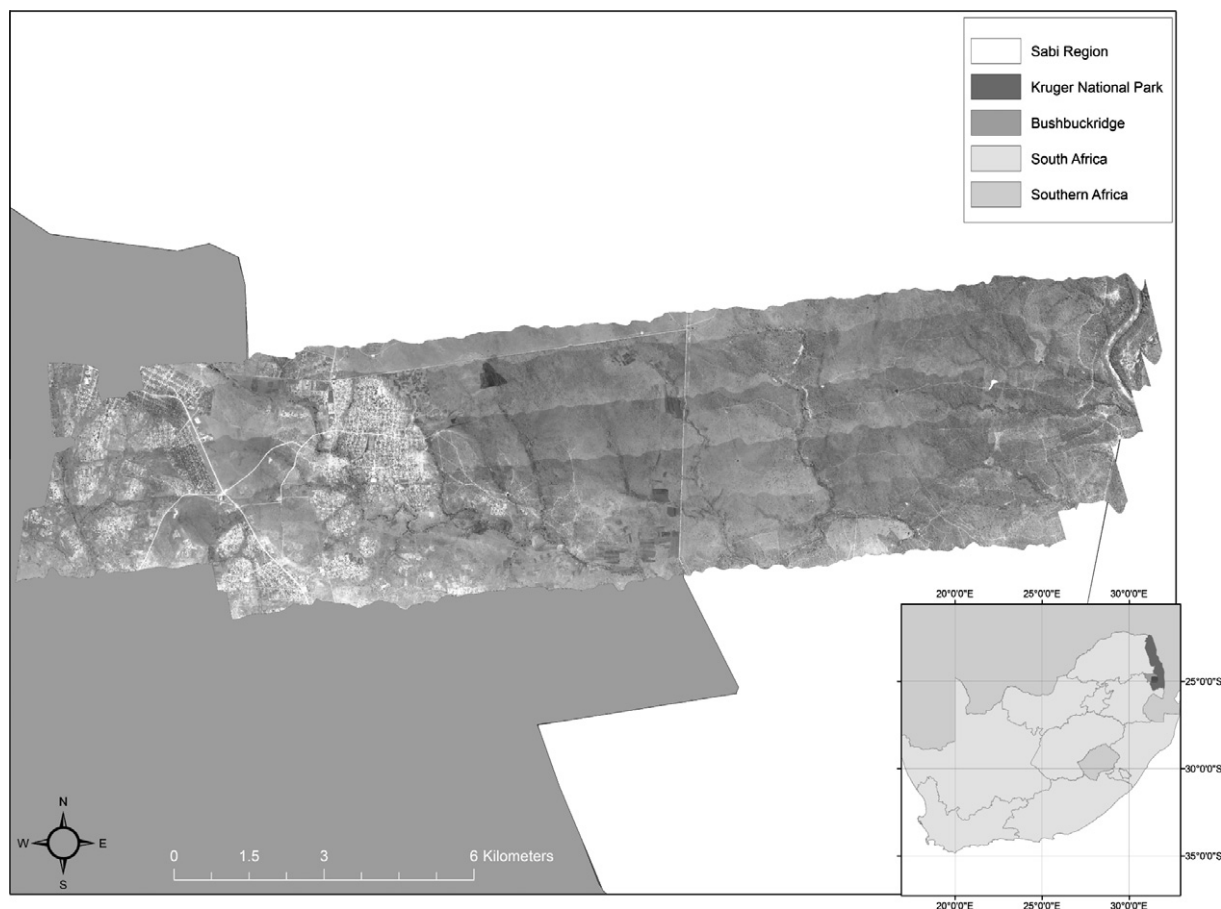 Sabi Region
Kruger National Park
Bushbuckridge
South Africa
Southern Africa
N
W E
S
0 1.5 3 6 Kilometers
20°0'0"E 25°0'0"E 30°0'0"E
25°0'0"S
30°0'0"S
35°0'0"S
20°0'0"E 25°0'0"E 30°0'0"E